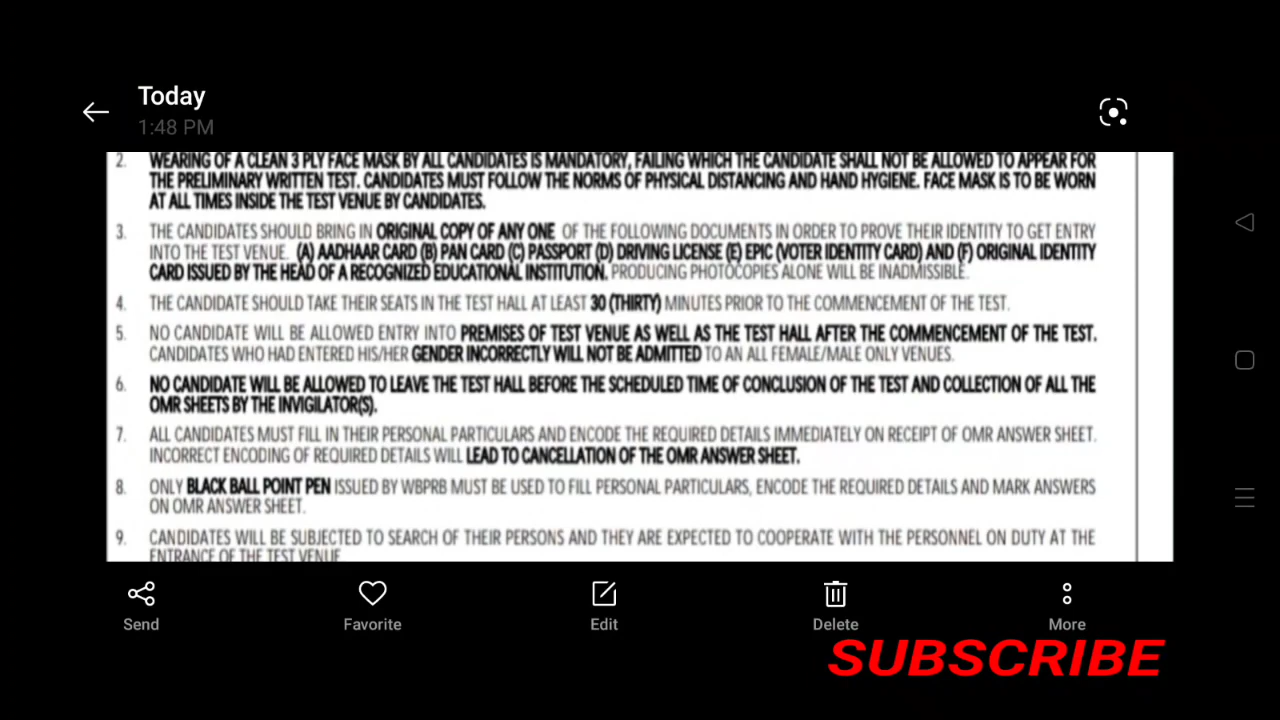 Today
1:48 PM
2. WEARING OF A CLEAN 3 PLY FACE MASK BY ALL CANDIDATES IS MANDATORY, FAILING WHICH THE CANDIDATE SHALL NOT BE ALLOWED TO APPEAR FOR
THE PRELIMINARY WRITTEN TEST. CANDIDATES MUST FOLLOW THE NORMS OF PHYSICAL DISTANCING AND HAND HYGIENE. FACE MASK IS TO BE WORN
AT ALL TIMES INSIDE THE TEST VENUE BY CANDIDATES.
3. THE CANDIDATES SHOULD BRING IN ORIGINAL COPY OF ANY ONE OF THE FOLLOWING DOCUMENTS IN ORDER TO PROVE THEIR IDENTITY TO GET ENTRY
INTO THE TEST VENUE. (A) AADHAAR CARD (B) PAN CARD (C) PASSPORT (D) DRIVING LICENSE (E) EPIC (VOTER IDENTITY CARD) AND (F) ORIGINAL IDENTITY
CARD ISSUED BY THE HEAD OF A RECOGNIZED EDUCATIONAL INSTITUTION. PRODUCING PHOTOCOPIES ALONE WILL BE INADMISSIBLE.
4. THE CANDIDATE SHOULD TAKE THEIR SEATS IN THE TEST HALL AT LEAST 30 (THIRTY) MINUTES PRIOR TO THE COMMENCEMENT OF THE TEST.
5. NO CANDIDATE WILL BE ALLOWED ENTRY INTO PREMISES OF TEST VENUE AS WELL AS THE TEST HALL AFTER THE COMMENCEMENT OF THE TEST.
CANDIDATES WHO HAD ENTERED HIS/HER GENDER INCORRECTLY WILL NOT BE ADMITTED TO AN ALL FEMALE/MALE ONLY VENUES.
6. NO CANDIDATE WILL BE ALLOWED TO LEAVE THE TEST HALL BEFORE THE SCHEDULED TIME OF CONCLUSION OF THE TEST AND COLLECTION OF ALL THE
OMR SHEETS BY THE INVIGILATOR(S).
7. ALL CANDIDATES MUST FILL IN THEIR PERSONAL PARTICULARS AND ENCODE THE REQUIRED DETAILS IMMEDIATELY ON RECEIPT OF OMR ANSWER SHEET.
INCORRECT ENCODING OF REQUIRED DETAILS WILL LEAD TO CANCELLATION OF THE OMR ANSWER SHEET.
8. ONLY BLACK BALL POINT PEN ISSUED BY WBPRB MUST BE USED TO FILL PERSONAL PARTICULARS, ENCODE THE REQUIRED DETAILS AND MARK ANSWERS
ON OMR ANSWER SHEET.
9. CANDIDATES WILL BE SUBJECTED TO SEARCH OF THEIR PERSONS AND THEY ARE EXPECTED TO COOPERATE WITH THE PERSONNEL ON DUTY AT THE
ENTRANCE OF THE TEST VENUE
Send Favorite Edit Delete More
SUBSCRIBE